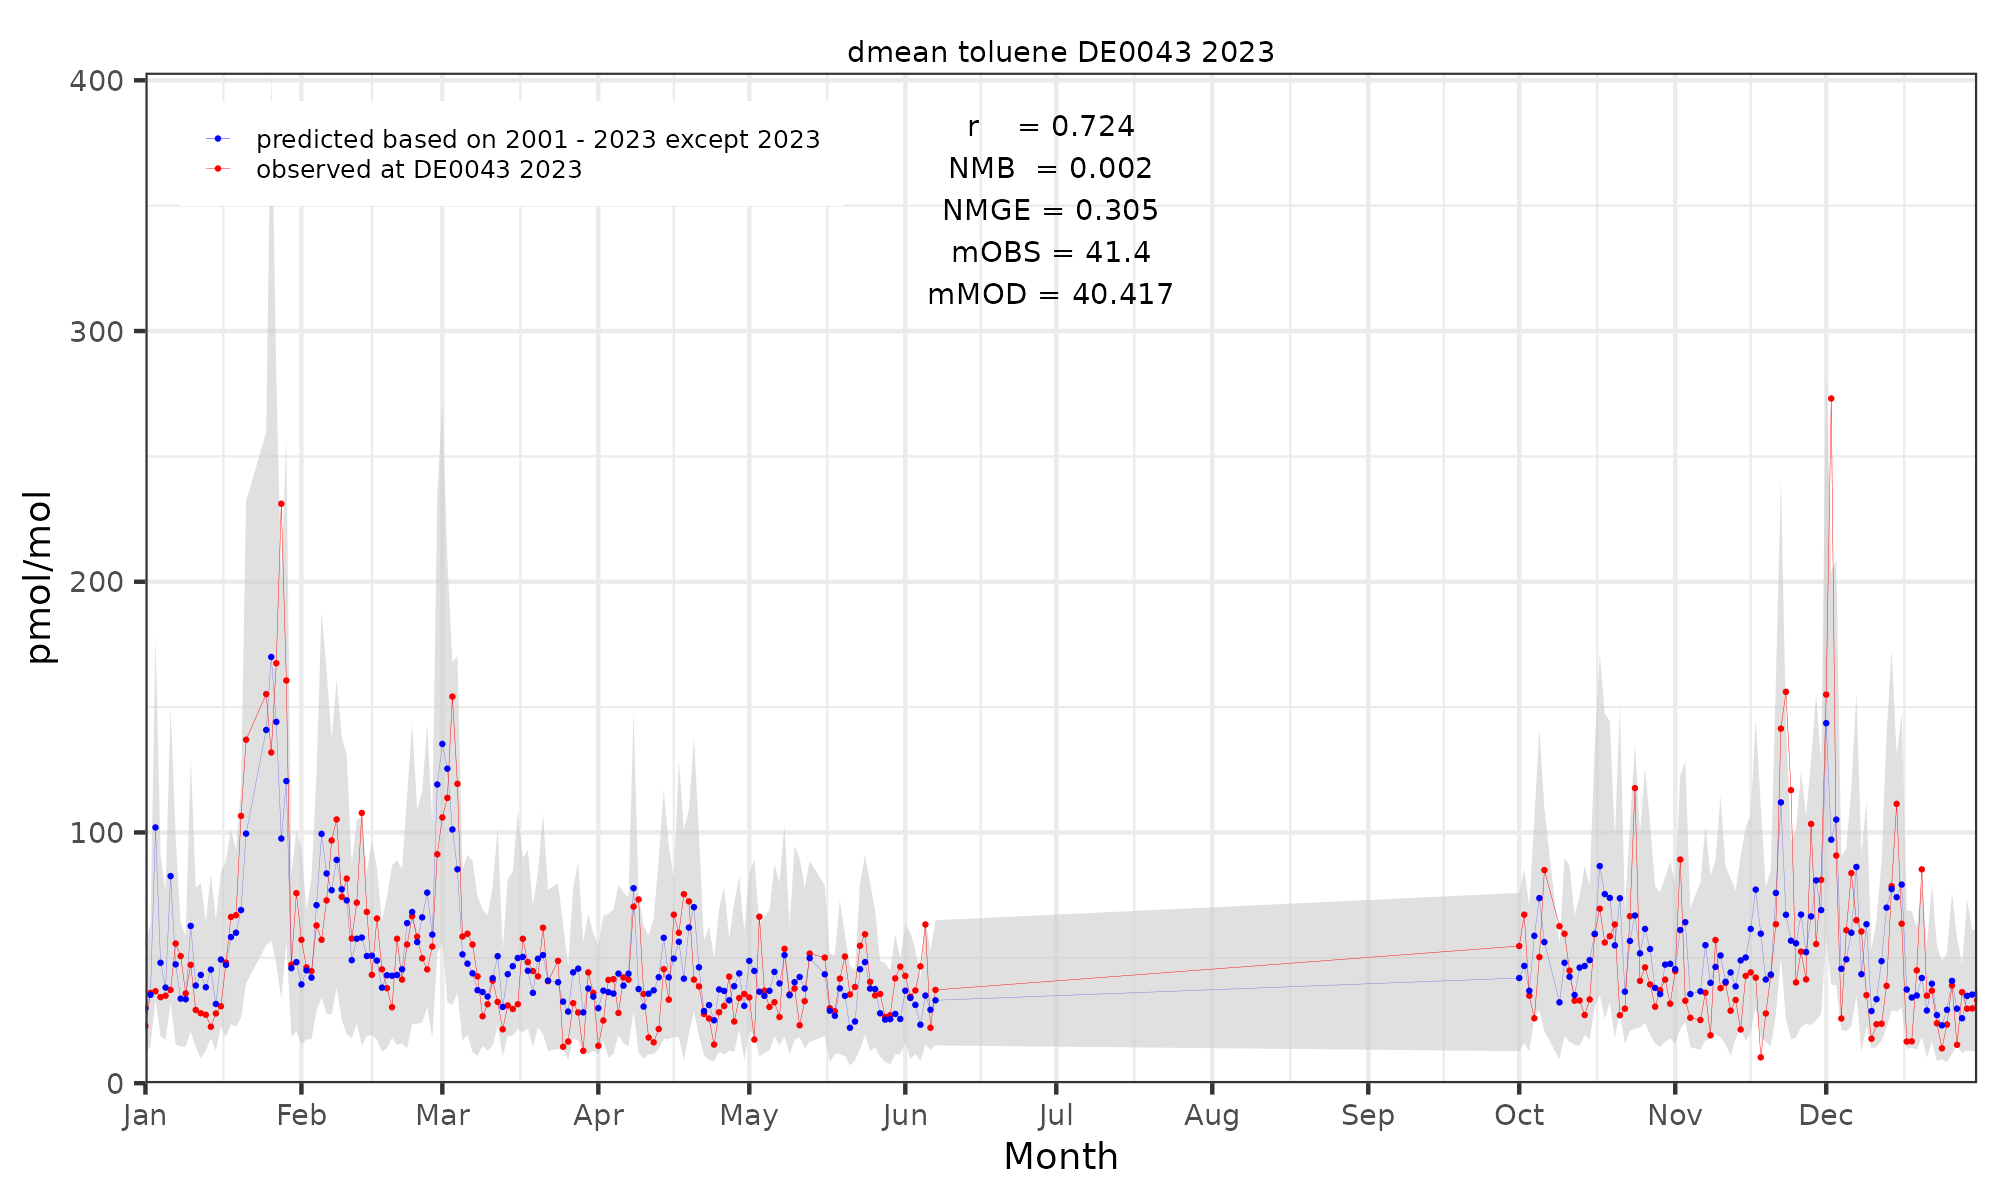 dmean toluene DE0043 2023
400
300
200
100
0
pmol/mol
predicted based on 2001 - 2023 except 2023
observed at DE0043 2023
r = 0.724
NMB = 0.002
NMGE = 0.305
mOBS = 41.4
mMOD = 40.417
Jan Feb Mar Apr May Jun Jul Aug Sep Oct Nov Dec
Month